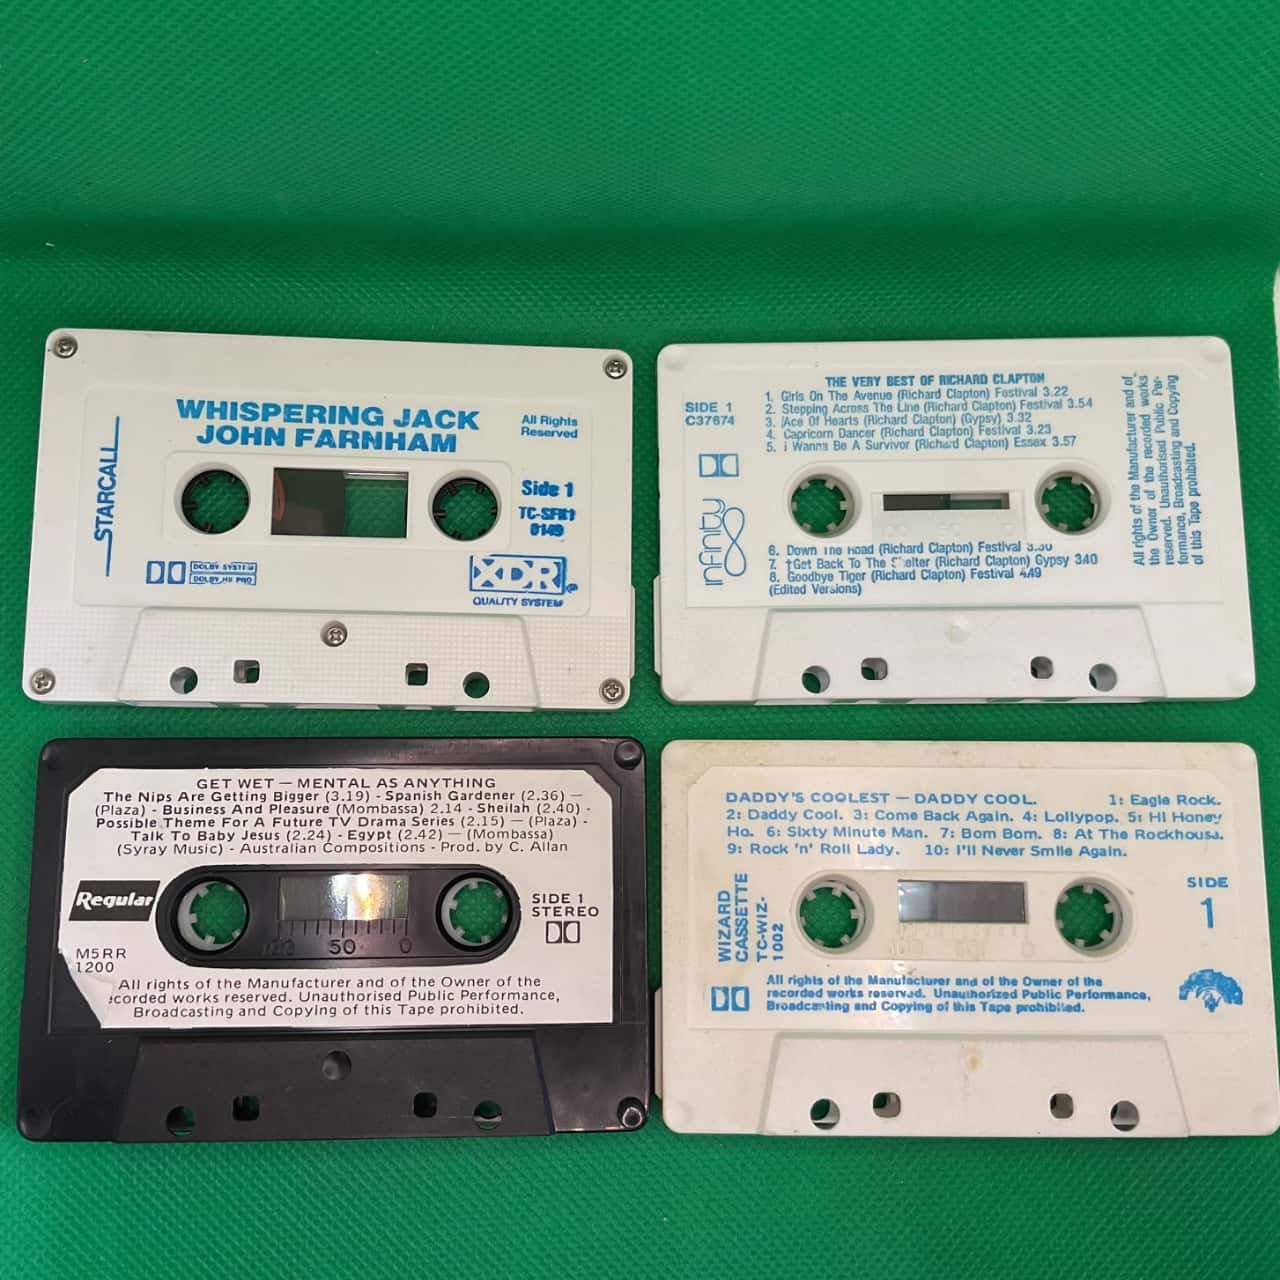 WHISPERING JACK
JOHN FARNHAM
All Rights
Reserved
STARCALL
Side 1
TC-SFX1
0149
DOLBY SYSTEM
DOLBY HX PRO
XDR
QUALITY SYSTEM
THE VERY BEST OF RICHARD CLAPTON
SIDE 1
C37674
1. Girls On The Avenue (Richard Clapton) Festival 3.22
2. Stepping Across The Line (Richard Clapton) Festival 3.54
3. Ace Of Hearts (Richard Clapton) (Gypsy) 3.32
4. Capricorn Dancer (Richard Clapton) Festival 3.23
5. I Wanna Be A Survivor (Richard Clapton) Essex 3.57
infinity
6. Down The Road (Richard Clapton) Festival 3.30
7. †Get Back To The Shelter (Richard Clapton) Gypsy 3.40
8. Goodbye Tiger (Richard Clapton) Festival 4.49
(Edited Versions)
All rights of the Manufacturer and of
the Owner of the recorded works
reserved. Unauthorised Public Per-
formance, Broadcasting and Copying
of this Tape prohibited.
GET WET — MENTAL AS ANYTHING
The Nips Are Getting Bigger (3.19) - Spanish Gardener (2.36) —
(Plaza) - Business And Pleasure (Mombassa) 2.14 - Sheilah (2.40) -
Possible Theme For A Future TV Drama Series (2.15) — (Plaza) -
Talk To Baby Jesus (2.24) - Egypt (2.42) — (Mombassa)
(Syray Music) - Australian Compositions - Prod. by C. Allan
Regular
SIDE 1
STEREO
50 0
M5RR
1200
All rights of the Manufacturer and of the Owner of the
ecorded works reserved. Unauthorised Public Performance,
Broadcasting and Copying of this Tape prohibited.
DADDY'S COOLEST — DADDY COOL. 1: Eagle Rock.
2: Daddy Cool. 3: Come Back Again. 4: Lollypop. 5: Hi Honey
Ho. 6: Sixty Minute Man. 7: Bom Bom. 8: At The Rockhouse.
9: Rock 'n' Roll Lady. 10: I'll Never Smile Again.
WIZARD
CASSETTE
TC-WIZ-
1002
SIDE
1
All rights of the Manufacturer and of the Owner of the
recorded works reserved. Unauthorized Public Performance,
Broadcasting and Copying of this Tape prohibited.